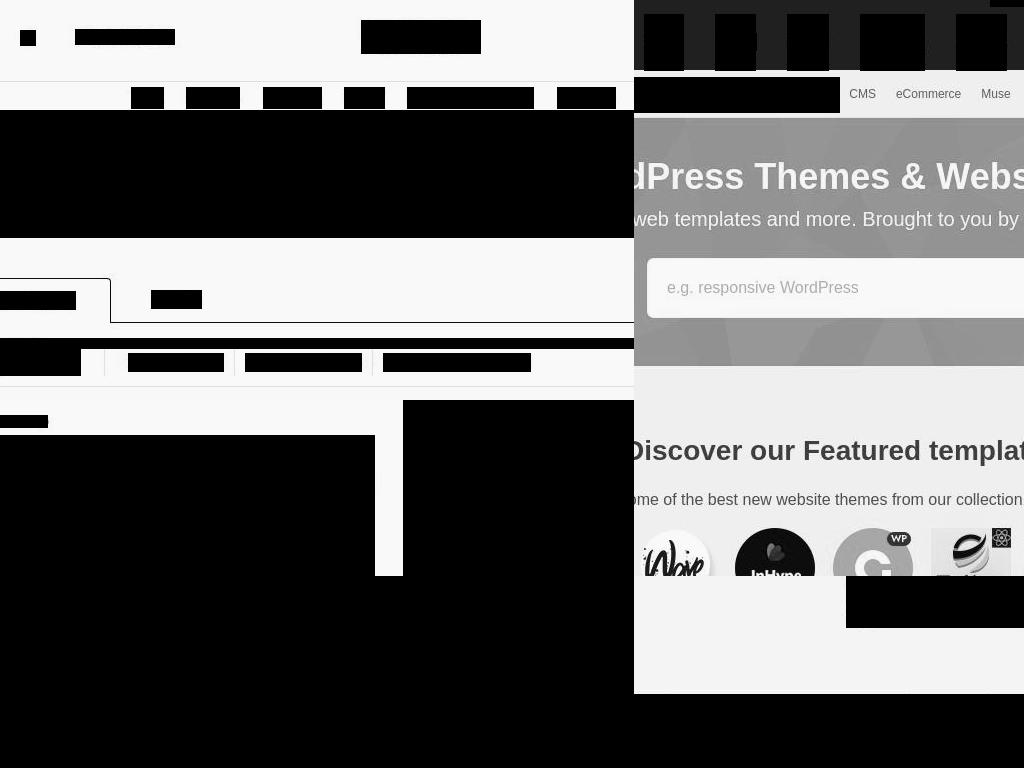 CMS eCommerce Muse
dPress Themes & Webs
web templates and more. Brought to you by
e.g. responsive WordPress
Discover our Featured templat
ome of the best new website themes from our collection
WP
InHype